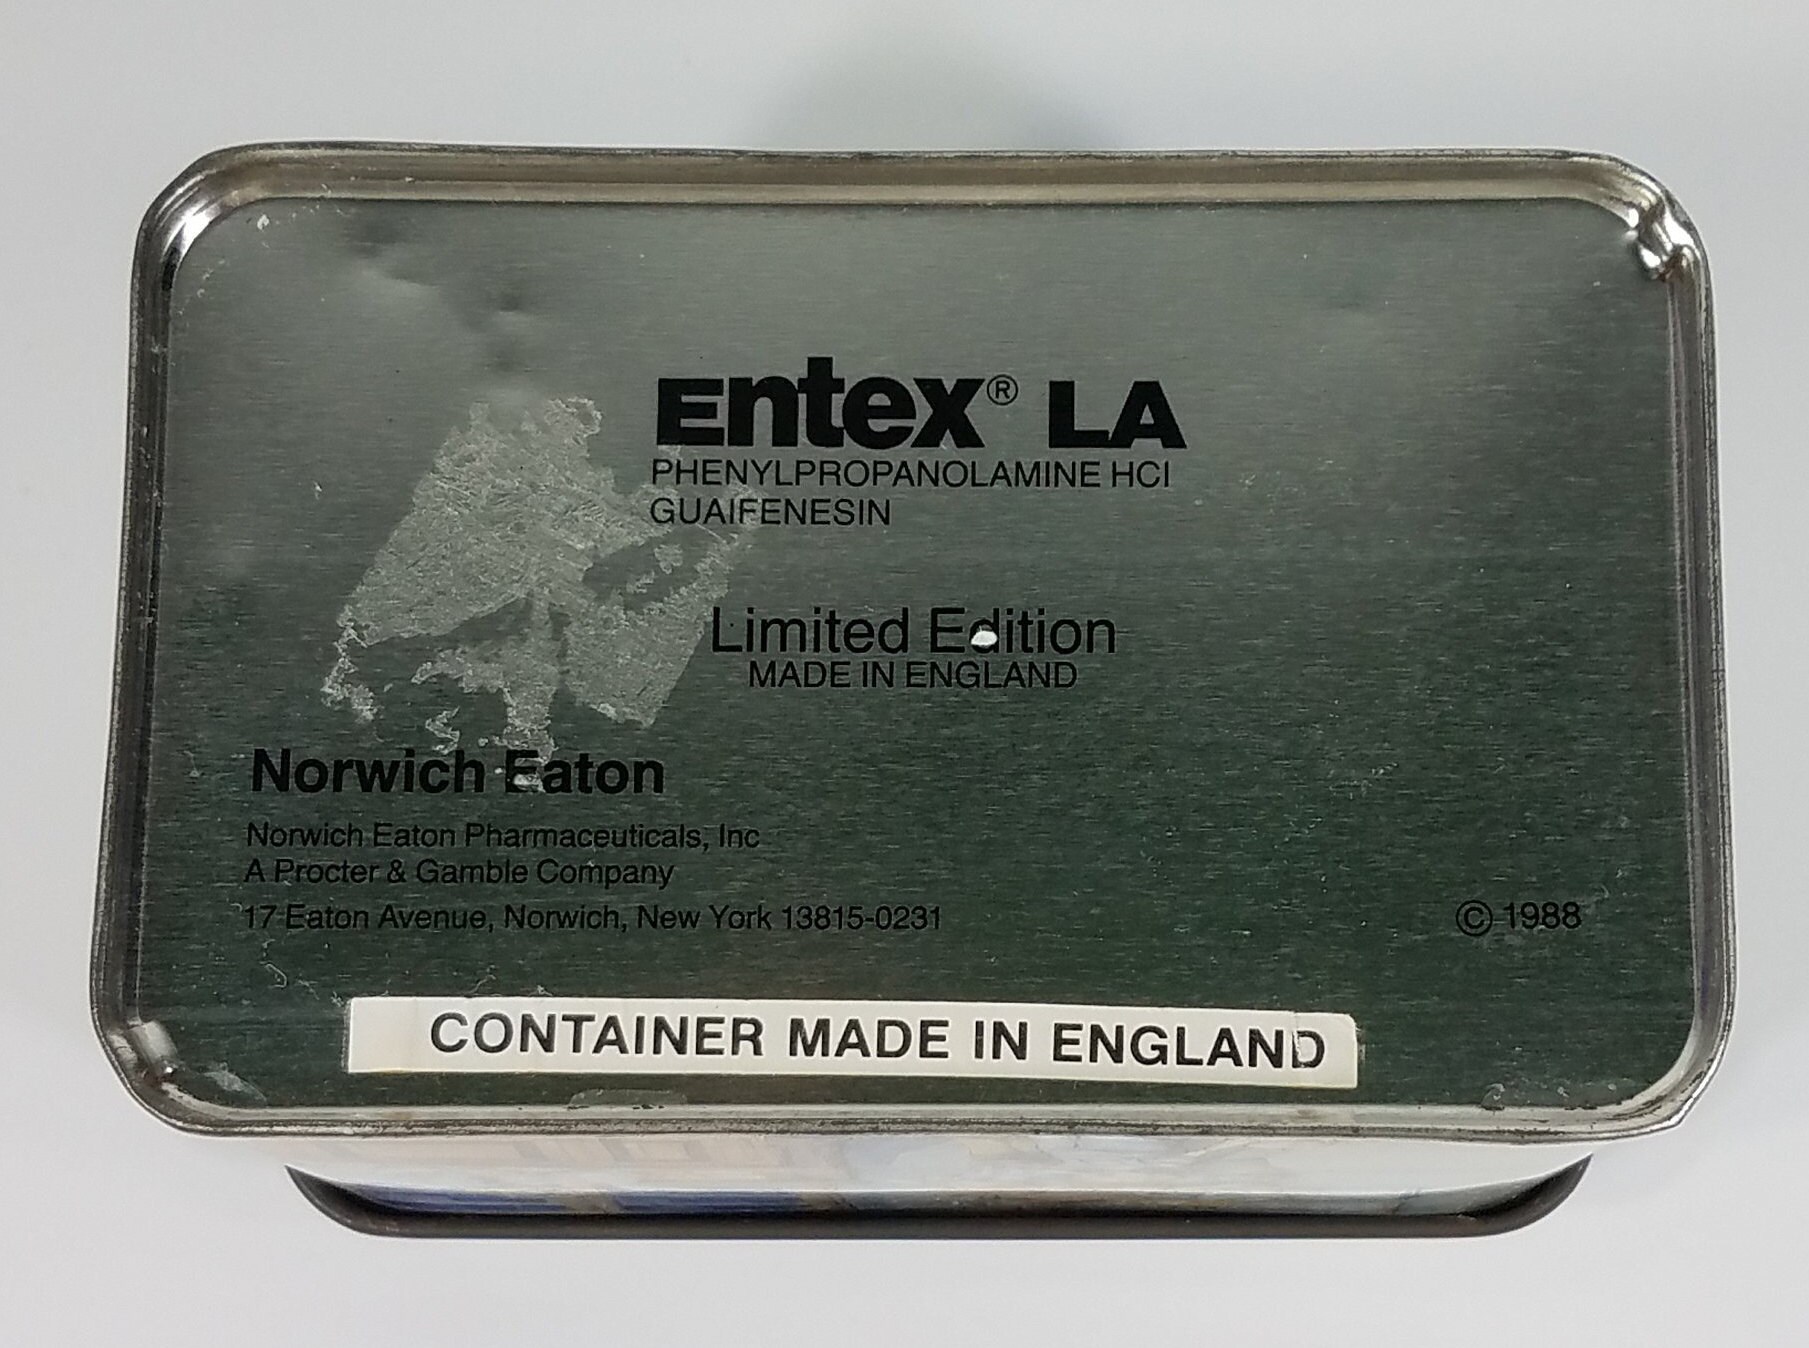 Entex® LA
PHENYLPROPANOLAMINE HCl
GUAIFENESIN
Limited Edition
MADE IN ENGLAND
Norwich Eaton
Norwich Eaton Pharmaceuticals, Inc
A Procter & Gamble Company
17 Eaton Avenue, Norwich, New York 13815-0231
© 1988
CONTAINER MADE IN ENGLAND